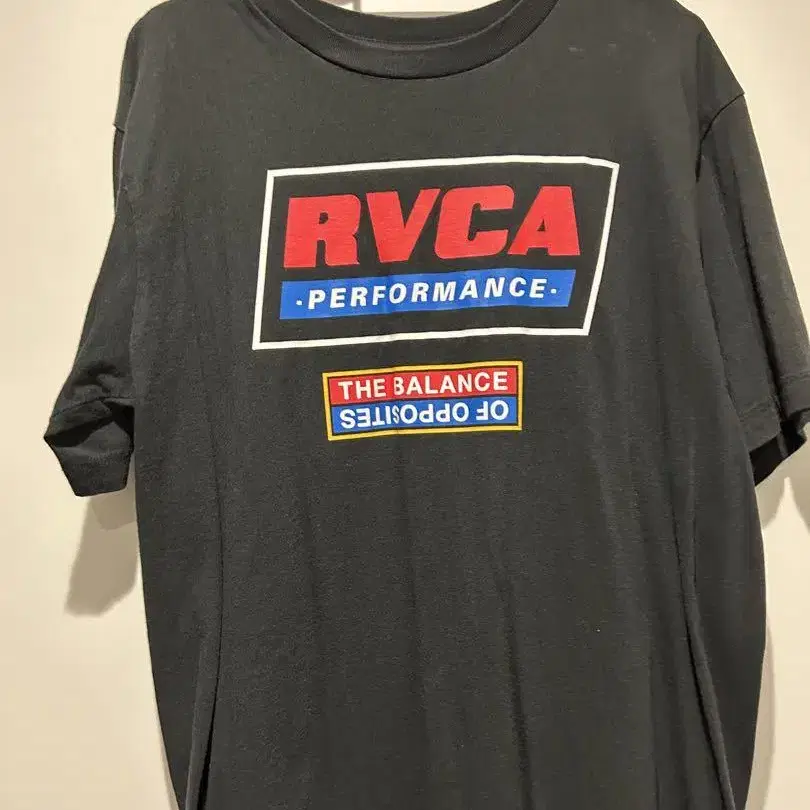 RVCA
·PERFORMANCE·
THE BALANCE
OF OPPOSITES